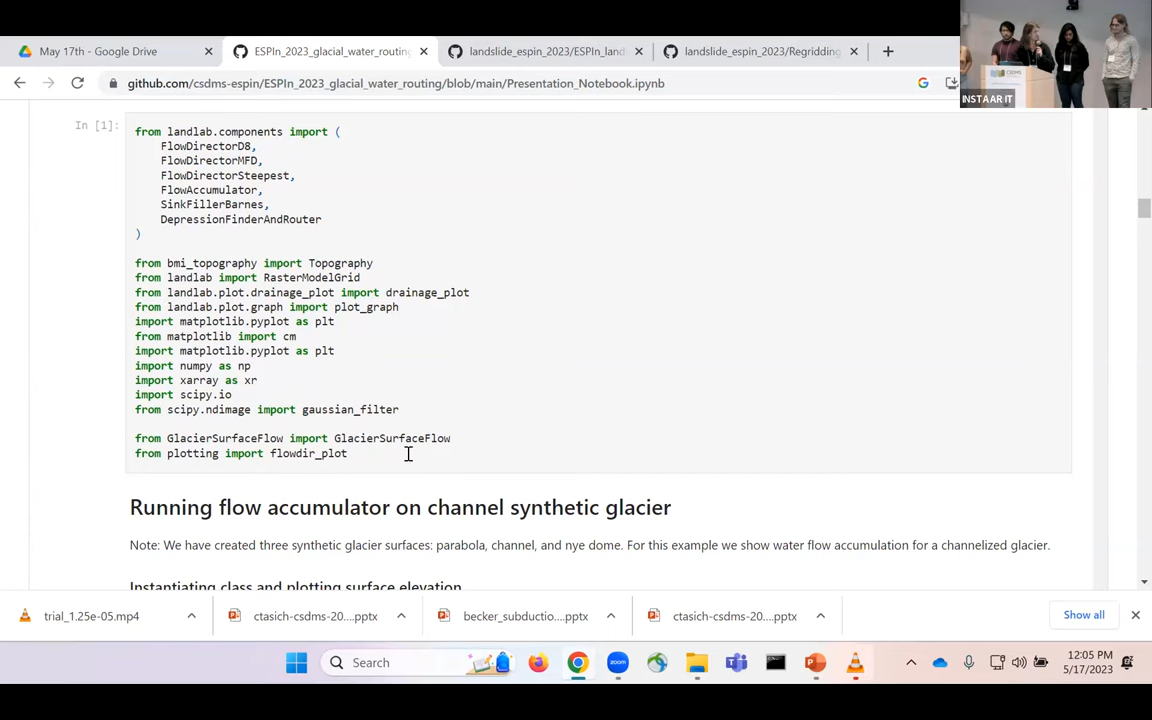 May 17th - Google Drive
ESPIn_2023_glacial_water_routing
landslide_espin_2023/ESPIn_land
landslide_espin_2023/Regridding
github.com/csdms-espin/ESPIn_2023_glacial_water_routing/blob/main/Presentation_Notebook.ipynb
CSDMS
INSTAAR IT
In [1]:
from landlab.components import (
FlowDirectorD8,
FlowDirectorMFD,
FlowDirectorSteepest,
FlowAccumulator,
SinkFillerBarnes,
DepressionFinderAndRouter
)
from bmi_topography import Topography
from landlab import RasterModelGrid
from landlab.plot.drainage_plot import drainage_plot
from landlab.plot.graph import plot_graph
import matplotlib.pyplot as plt
from matplotlib import cm
import matplotlib.pyplot as plt
import numpy as np
import xarray as xr
import scipy.io
from scipy.ndimage import gaussian_filter
from GlacierSurfaceFlow import GlacierSurfaceFlow
from plotting import flowdir_plot
Running flow accumulator on channel synthetic glacier
Note: We have created three synthetic glacier surfaces: parabola, channel, and nye dome. For this example we show water flow accumulation for a channelized glacier.
Instantiating class and plotting surface elevation
trial_1.25e-05.mp4
ctasich-csdms-20....pptx
becker_subductio....pptx
ctasich-csdms-20....pptx
Show all
Search
zoom
12:05 PM
5/17/2023